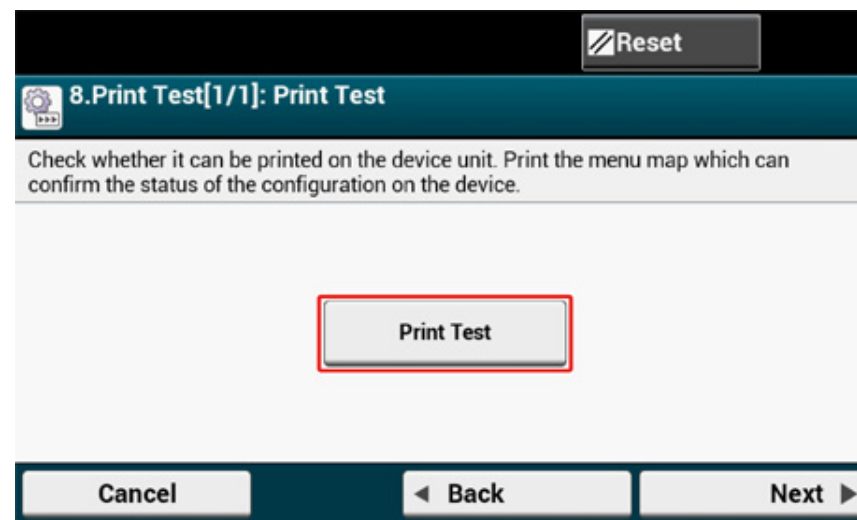 Reset
8.Print Test[1/1]: Print Test
Check whether it can be printed on the device unit. Print the menu map which can
confirm the status of the configuration on the device.
Print Test
Cancel
Back
Next